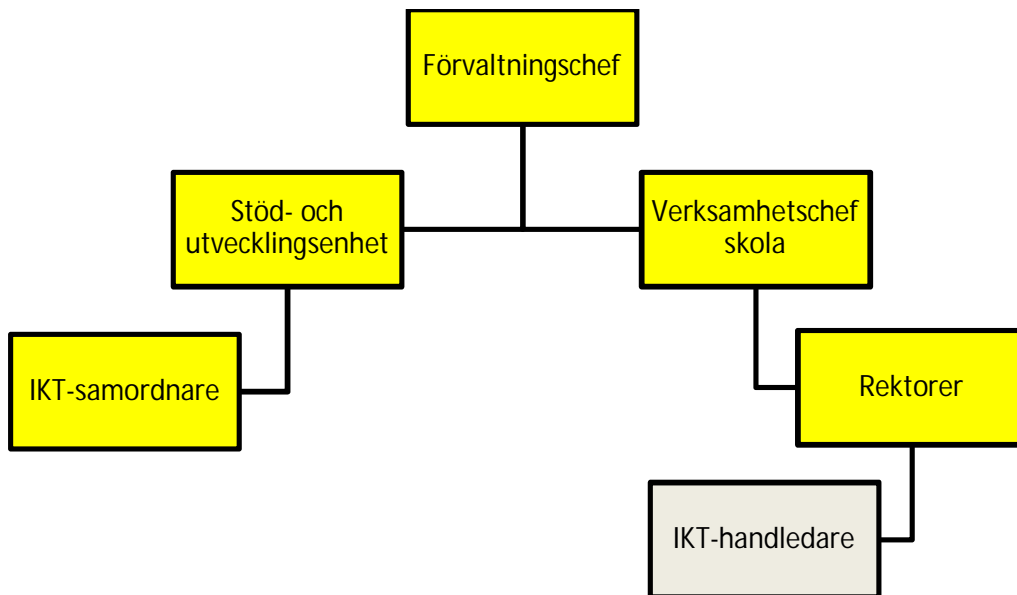 Förvaltningschef
Stöd- och
utvecklingsenhet
Verksamhetschef
skola
IKT-samordnare
Rektorer
IKT-handledare